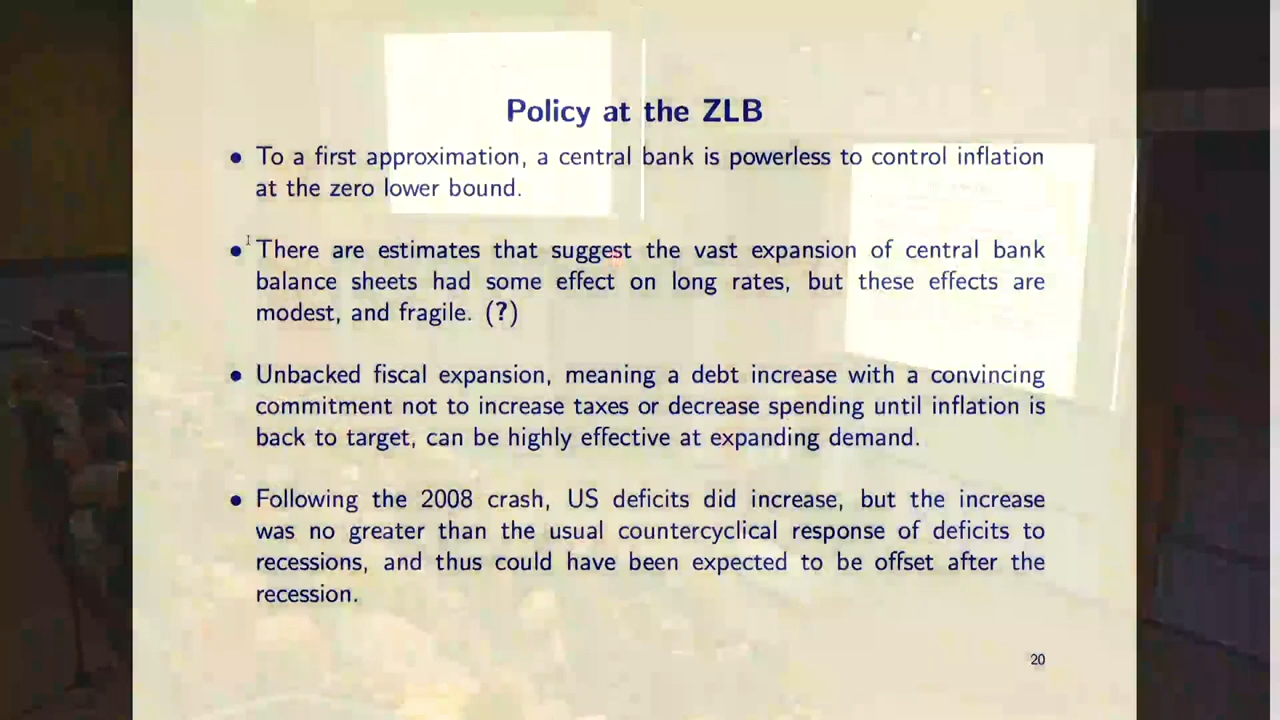 Policy at the ZLB
• To a first approximation, a central bank is powerless to control inflation
at the zero lower bound.
• There are estimates that suggest the vast expansion of central bank
balance sheets had some effect on long rates, but these effects are
modest, and fragile. (?)
• Unbacked fiscal expansion, meaning a debt increase with a convincing
commitment not to increase taxes or decrease spending until inflation is
back to target, can be highly effective at expanding demand.
• Following the 2008 crash, US deficits did increase, but the increase
was no greater than the usual countercyclical response of deficits to
recessions, and thus could have been expected to be offset after the
recession.
20